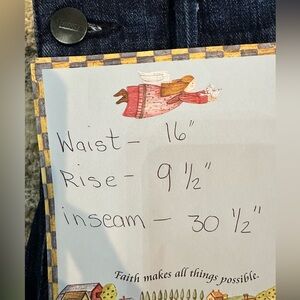 Waist - 16"
Rise - 9 1/2"
inseam - 30 1/2"
Faith makes all things possible.